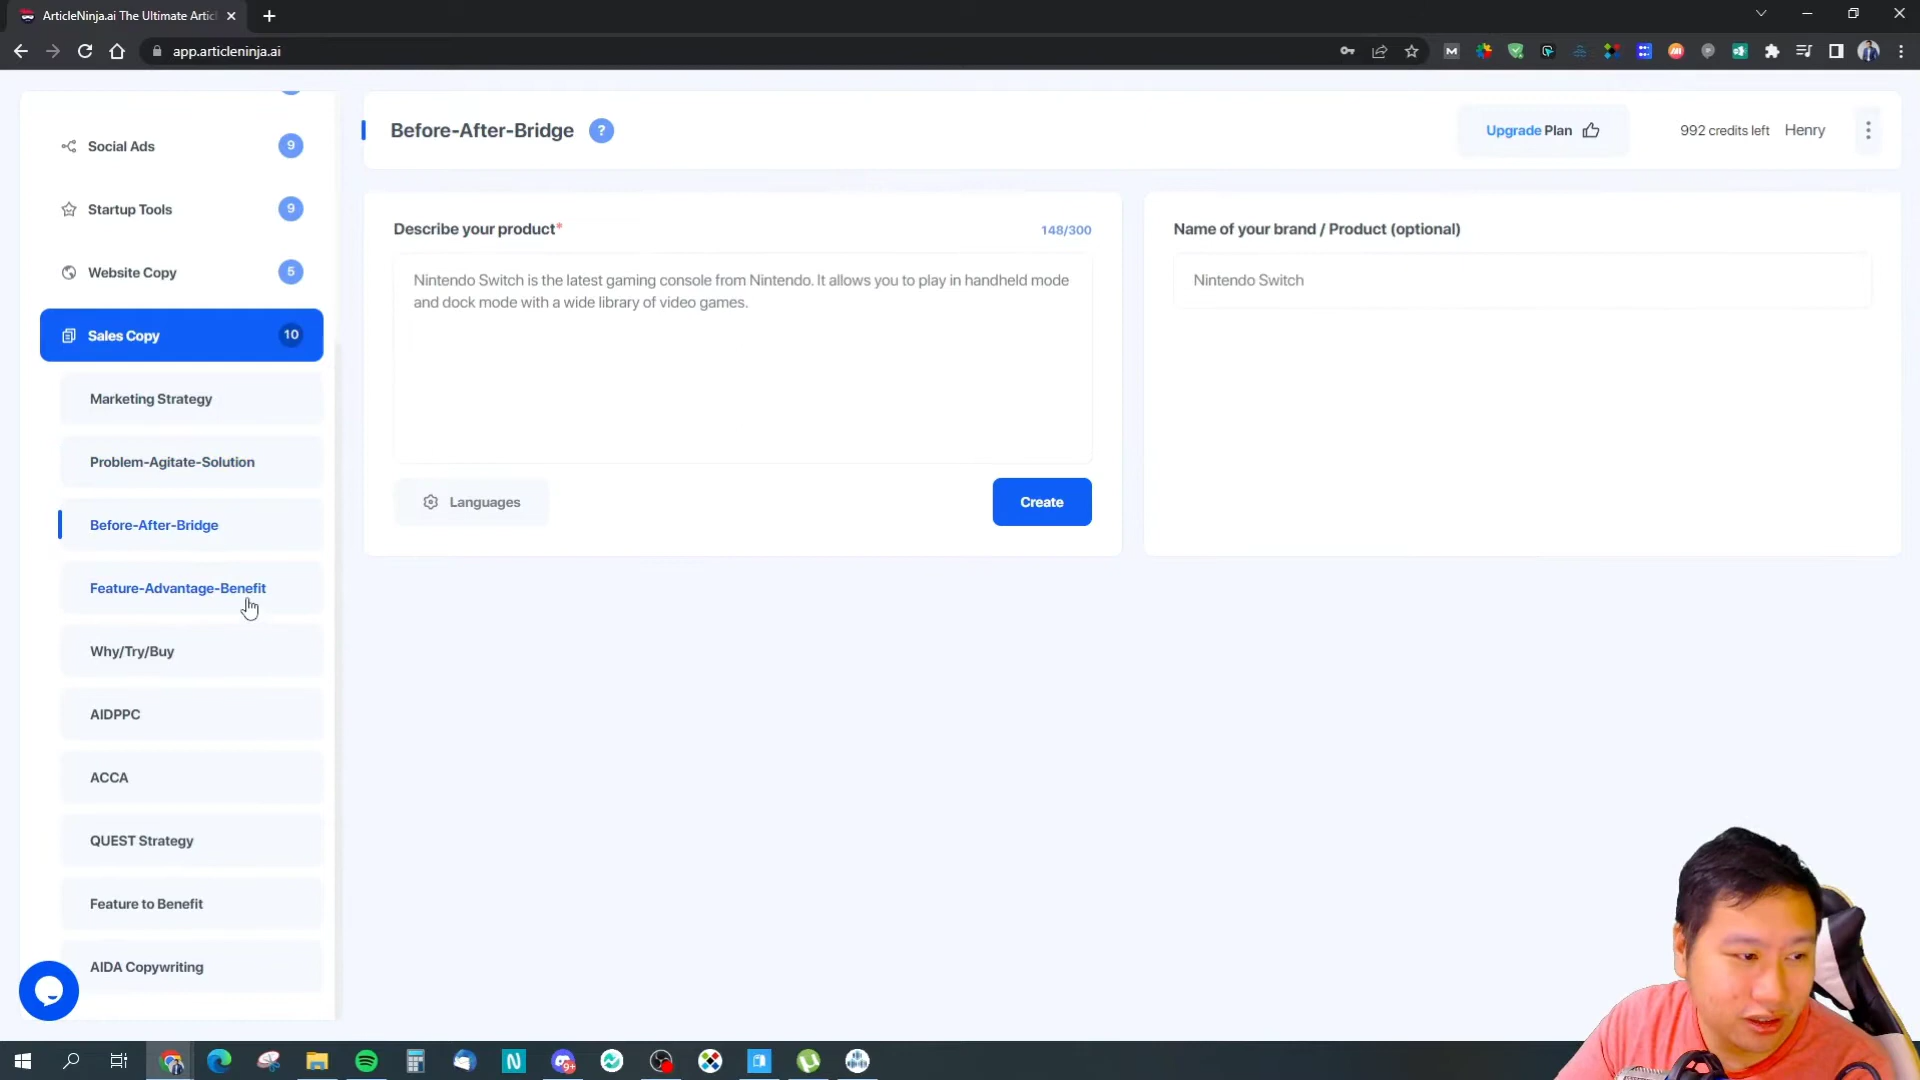 ArticleNinja.ai The Ultimate Artic
app.articleninja.ai
Social Ads 9
Startup Tools 9
Website Copy 5
Sales Copy 10
Marketing Strategy
Problem-Agitate-Solution
Before-After-Bridge
Feature-Advantage-Benefit
Why/Try/Buy
AIDPPC
ACCA
QUEST Strategy
Feature to Benefit
AIDA Copywriting
Before-After-Bridge ?
Upgrade Plan
992 credits left Henry
Describe your product* 148/300
Nintendo Switch is the latest gaming console from Nintendo. It allows you to play in handheld mode
and dock mode with a wide library of video games.
Languages
Create
Name of your brand / Product (optional)
Nintendo Switch
9+